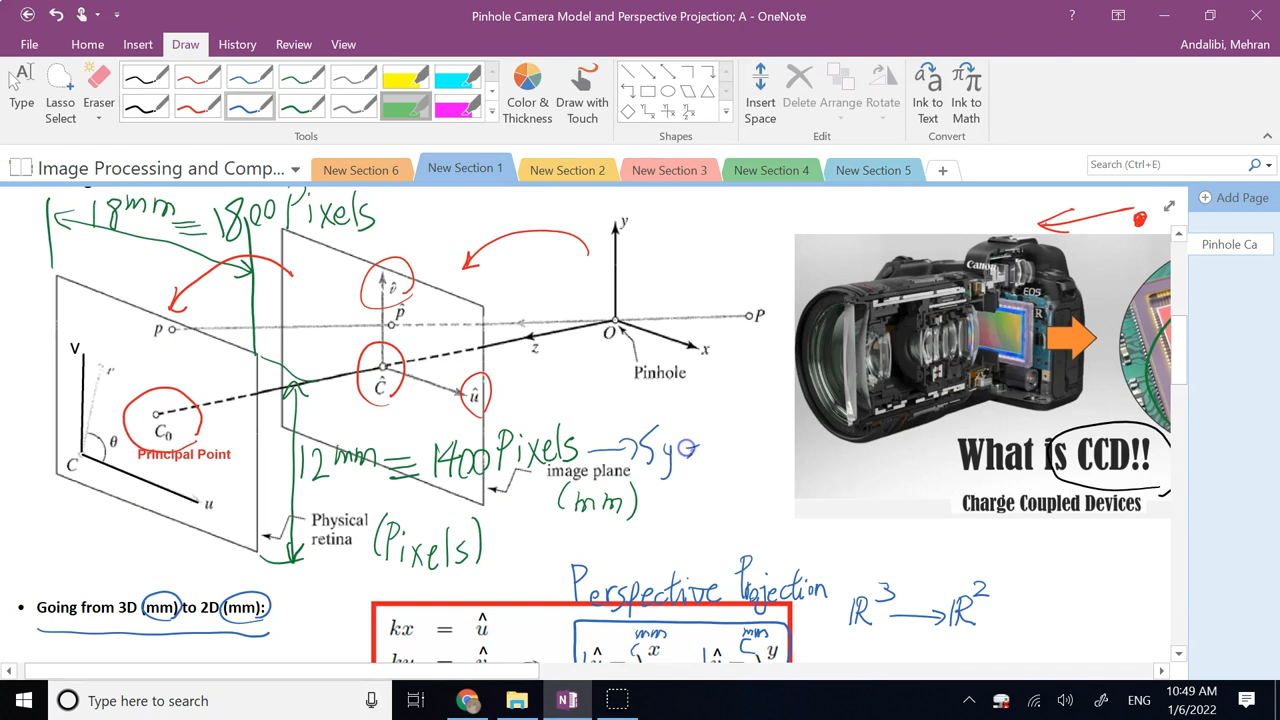 Pinhole Camera Model and Perspective Projection; A - OneNote
File Home Insert Draw History Review View
Andalibi, Mehran
Type Lasso Select Eraser Color & Thickness Draw with Touch Insert Space Delete Arrange Rotate Ink to Text Ink to Math
Tools Shapes Edit Convert
Image Processing and Comp... New Section 6 New Section 1 New Section 2 New Section 3 New Section 4 New Section 5 + Search (Ctrl+E)
Add Page
Pinhole Ca
18mm ≡ 1800 Pixels
y
v̂
p̂
p
P
O
x
z
Pinhole
Ĉ
û
V
C₀
Principal Point
θ
C
u
12mm ≡ 1400 Pixels → Sy=
image plane
(mm)
Physical retina
(Pixels)
Canon
EOS
R
What is CCD!!
Charge Coupled Devices
Perspective Projection
ℝ³ → ℝ²
• Going from 3D (mm) to 2D (mm):
kx = û
mm mm
x y
Type here to search
ENG
10:49 AM
1/6/2022